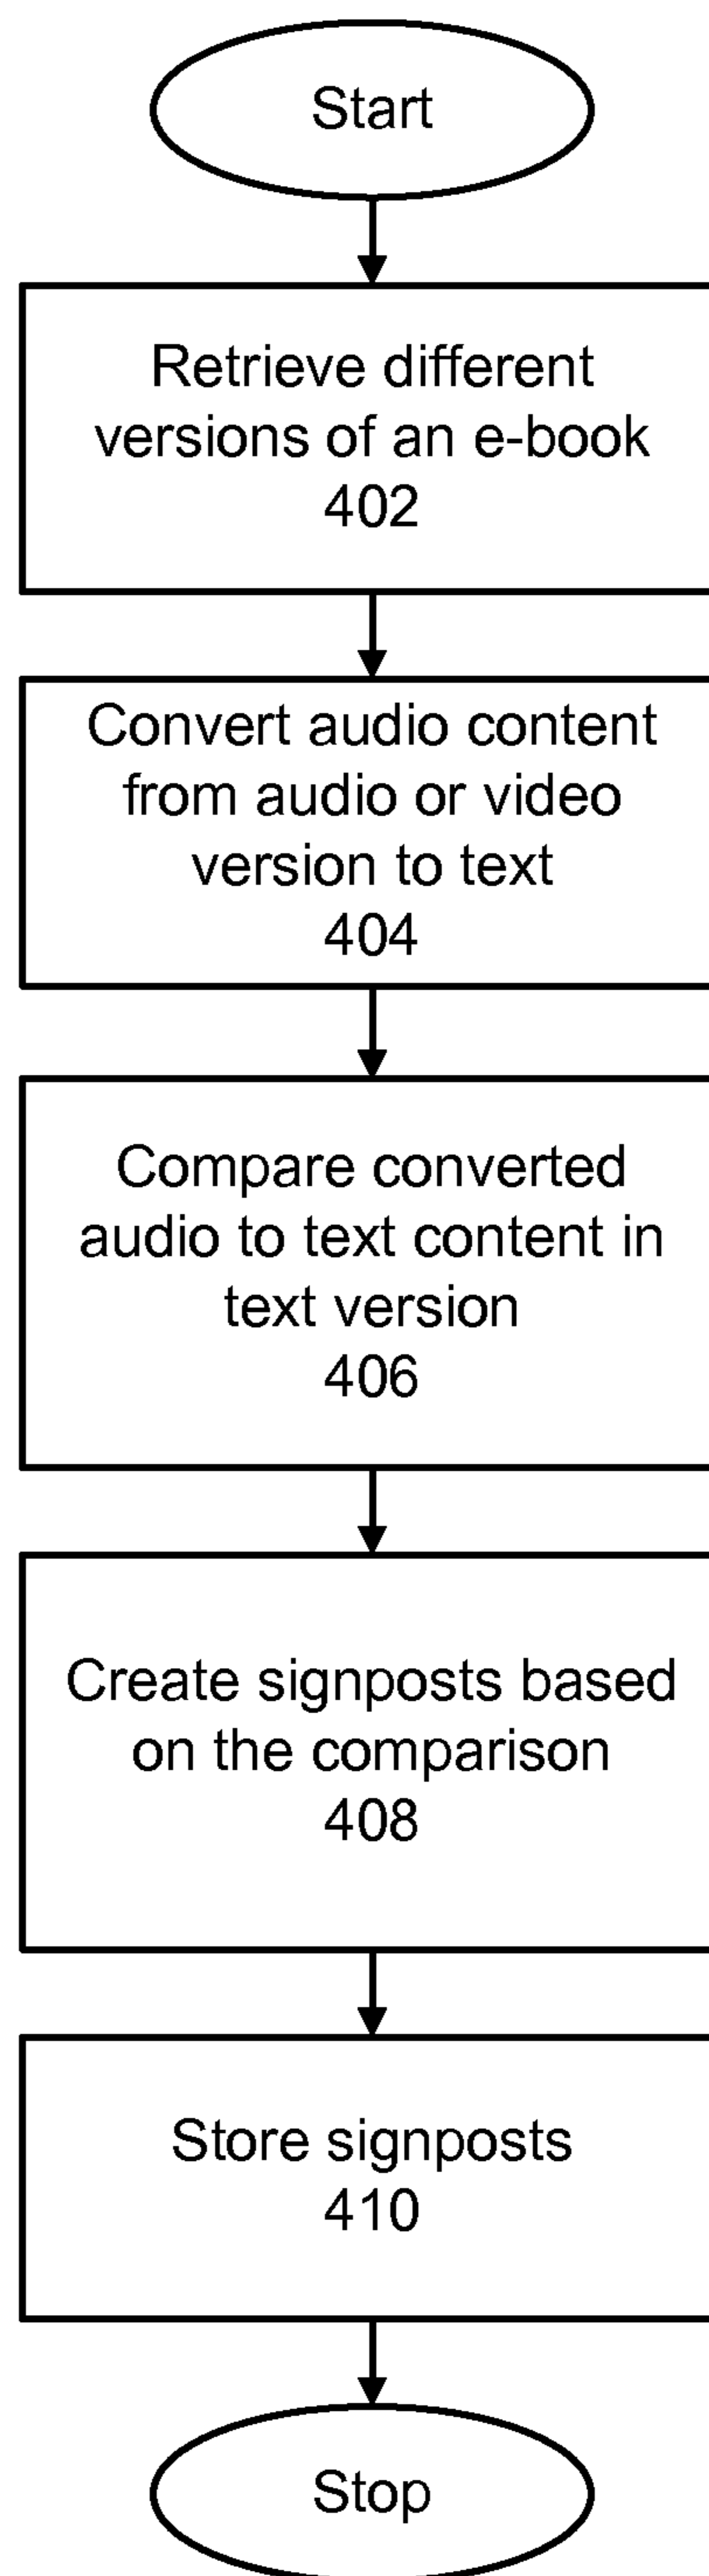 Start
Retrieve different
versions of an e-book
402
Convert audio content
from audio or video
version to text
404
Compare converted
audio to text content in
text version
406
Create signposts based
on the comparison
408
Store signposts
410
Stop